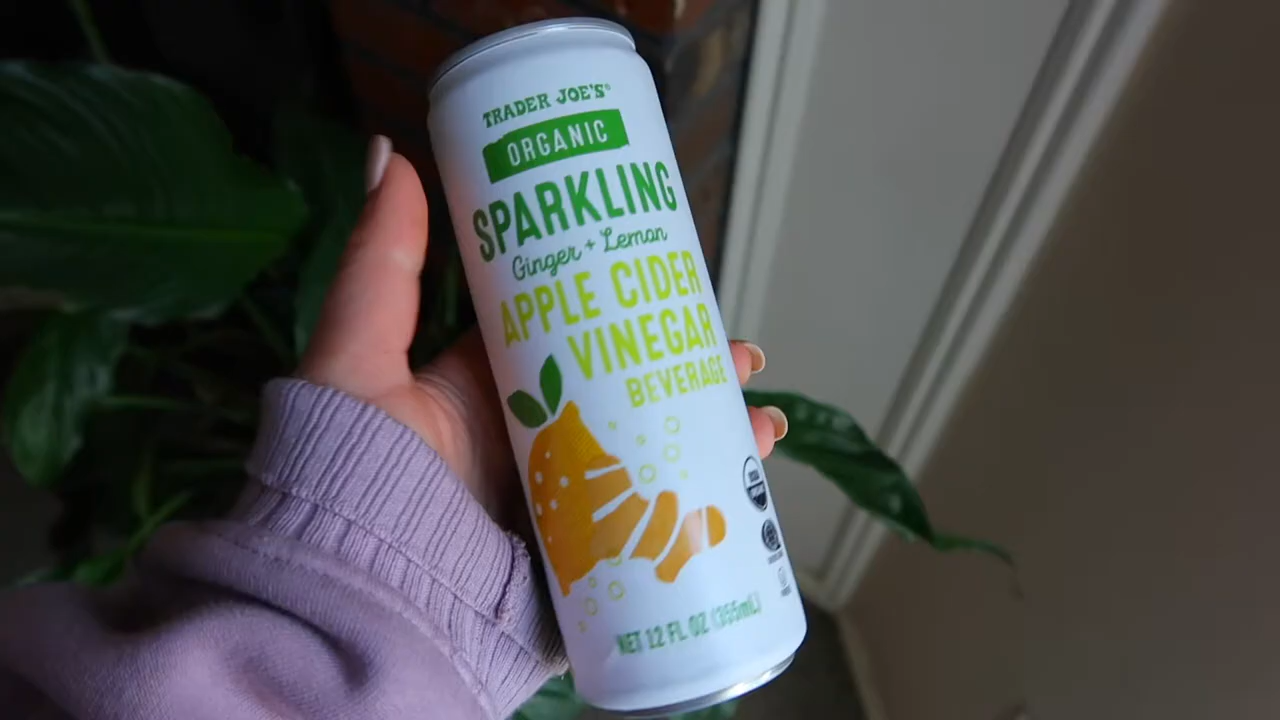 TRADER JOE'S®
ORGANIC
SPARKLING
Ginger + Lemon
APPLE CIDER
VINEGAR
BEVERAGE
NET 12 FL OZ (355mL)